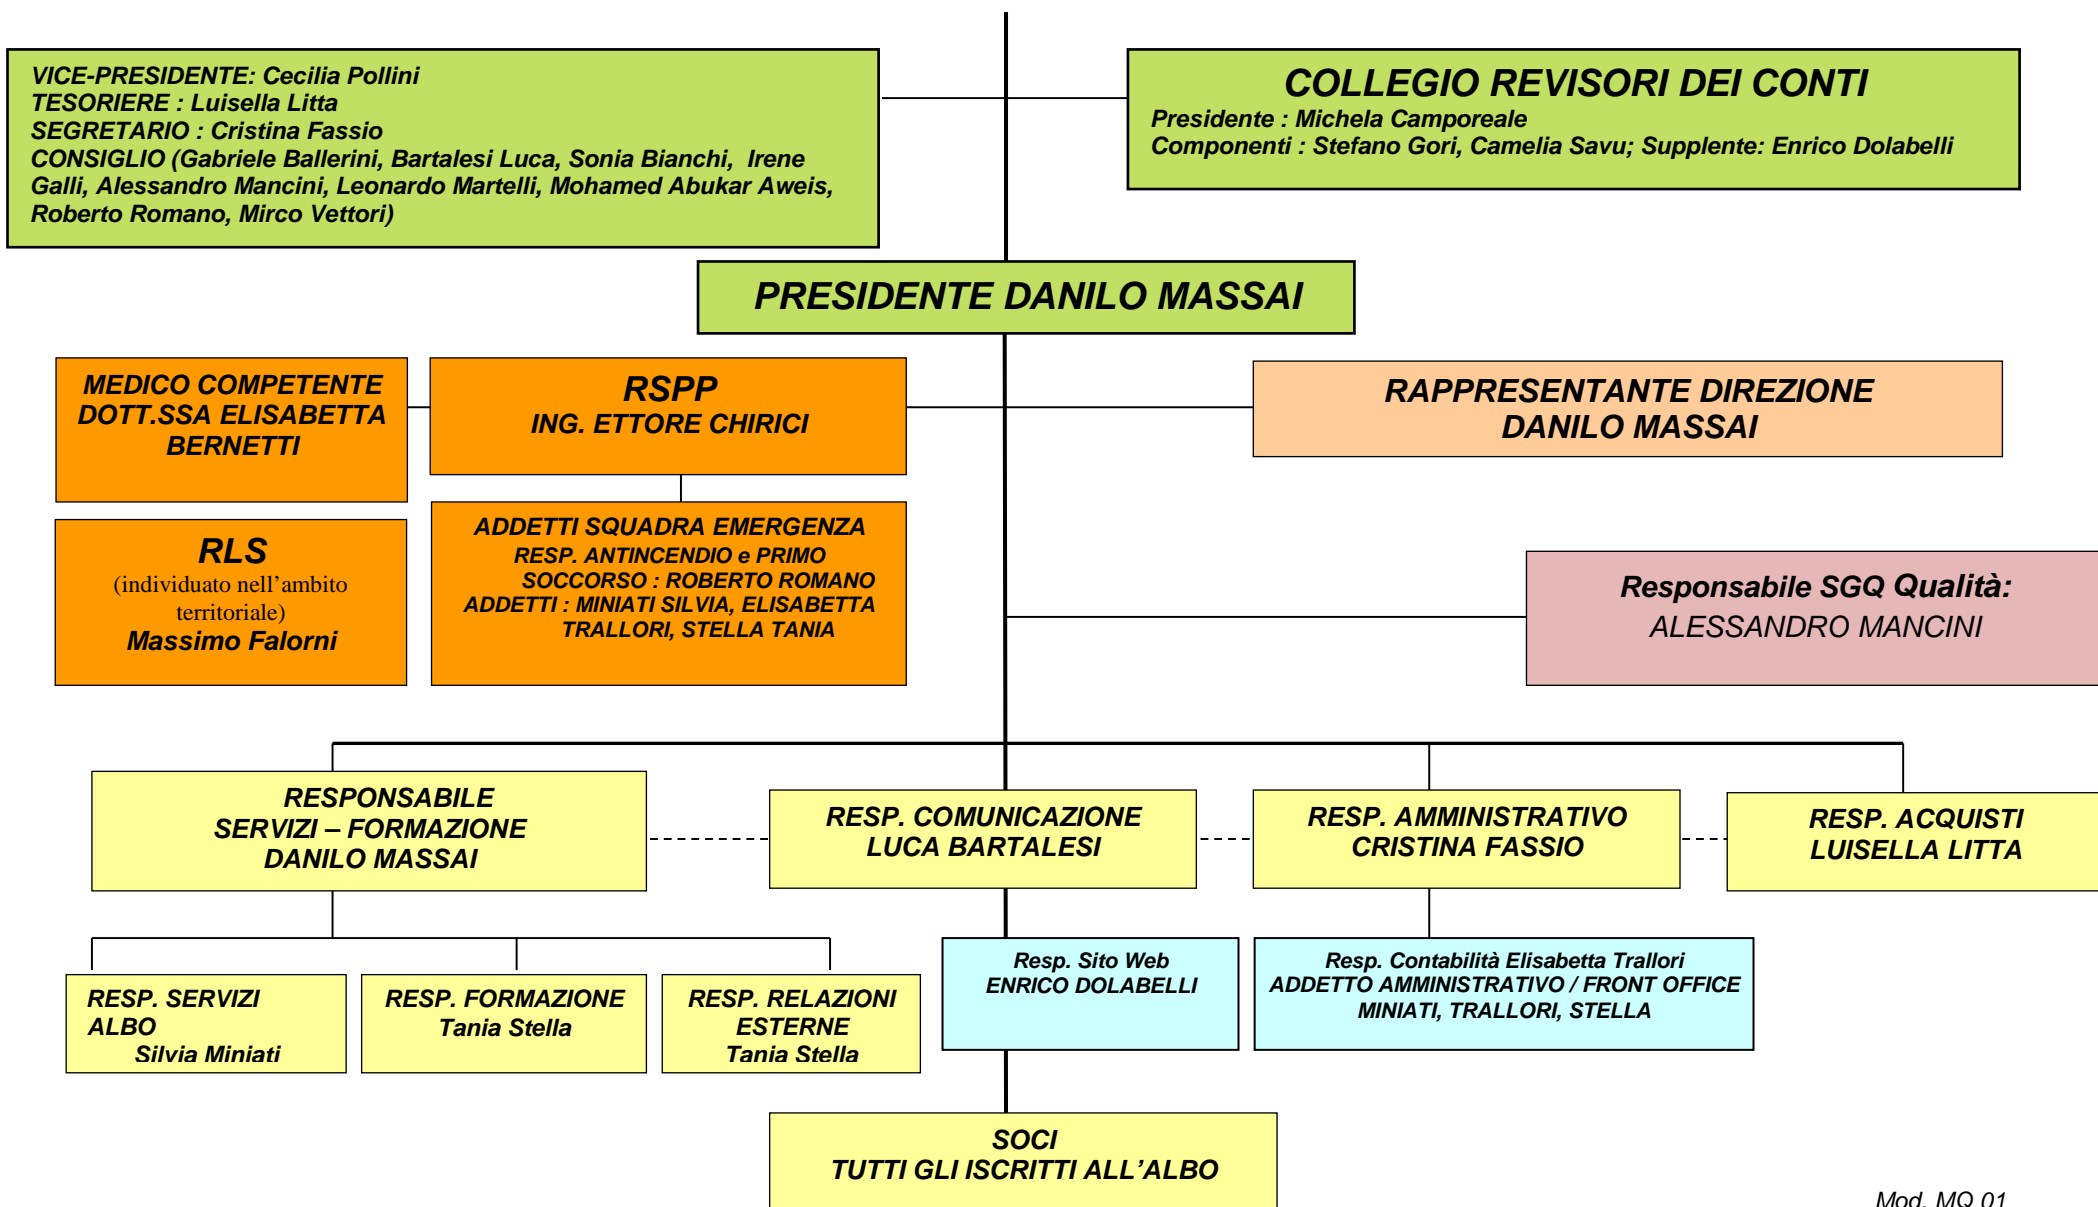 VICE-PRESIDENTE: Cecilia Pollini
TESORIERE : Luisella Litta
SEGRETARIO : Cristina Fassio
CONSIGLIO (Gabriele Ballerini, Bartalesi Luca, Sonia Bianchi, Irene
Galli, Alessandro Mancini, Leonardo Martelli, Mohamed Abukar Aweis,
Roberto Romano, Mirco Vettori)
COLLEGIO REVISORI DEI CONTI
Presidente : Michela Camporeale
Componenti : Stefano Gori, Camelia Savu; Supplente: Enrico Dolabelli
PRESIDENTE DANILO MASSAI
MEDICO COMPETENTE
DOTT.SSA ELISABETTA
BERNETTI
RSPP
ING. ETTORE CHIRICI
RAPPRESENTANTE DIREZIONE
DANILO MASSAI
RLS
(individuato nell’ambito
territoriale)
Massimo Falorni
ADDETTI SQUADRA EMERGENZA
RESP. ANTINCENDIO e PRIMO
SOCCORSO : ROBERTO ROMANO
ADDETTI : MINIATI SILVIA, ELISABETTA
TRALLORI, STELLA TANIA
Responsabile SGQ Qualità:
ALESSANDRO MANCINI
RESPONSABILE
SERVIZI – FORMAZIONE
DANILO MASSAI
RESP. COMUNICAZIONE
LUCA BARTALESI
RESP. AMMINISTRATIVO
CRISTINA FASSIO
RESP. ACQUISTI
LUISELLA LITTA
RESP. SERVIZI
ALBO
Silvia Miniati
RESP. FORMAZIONE
Tania Stella
RESP. RELAZIONI
ESTERNE
Tania Stella
Resp. Sito Web
ENRICO DOLABELLI
Resp. Contabilità Elisabetta Trallori
ADDETTO AMMINISTRATIVO / FRONT OFFICE
MINIATI, TRALLORI, STELLA
SOCI
TUTTI GLI ISCRITTI ALL’ALBO
Mod. MQ 01